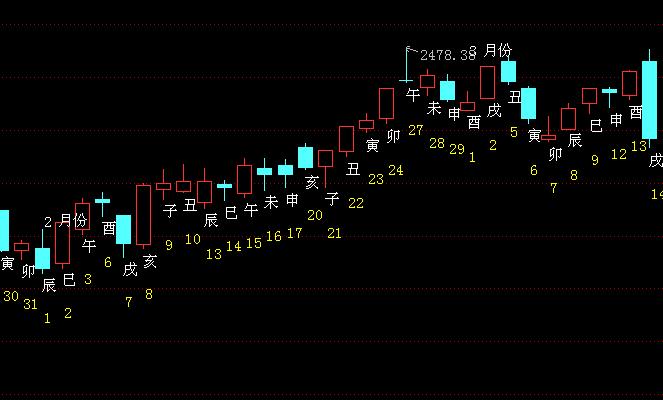 2478.38
3 月份
2 月份
寅
30
卯
31
辰
1
巳
2
午
3
酉
6
戌
7
亥
8
子
9
丑
10
辰
13
巳
14
午
15
未
16
申
17
亥
20
子
21
丑
22
寅
23
卯
24
午
27
未
28
申
29
酉
1
戌
2
丑
5
寅
6
卯
7
辰
8
巳
9
申
12
酉
13
戌
14